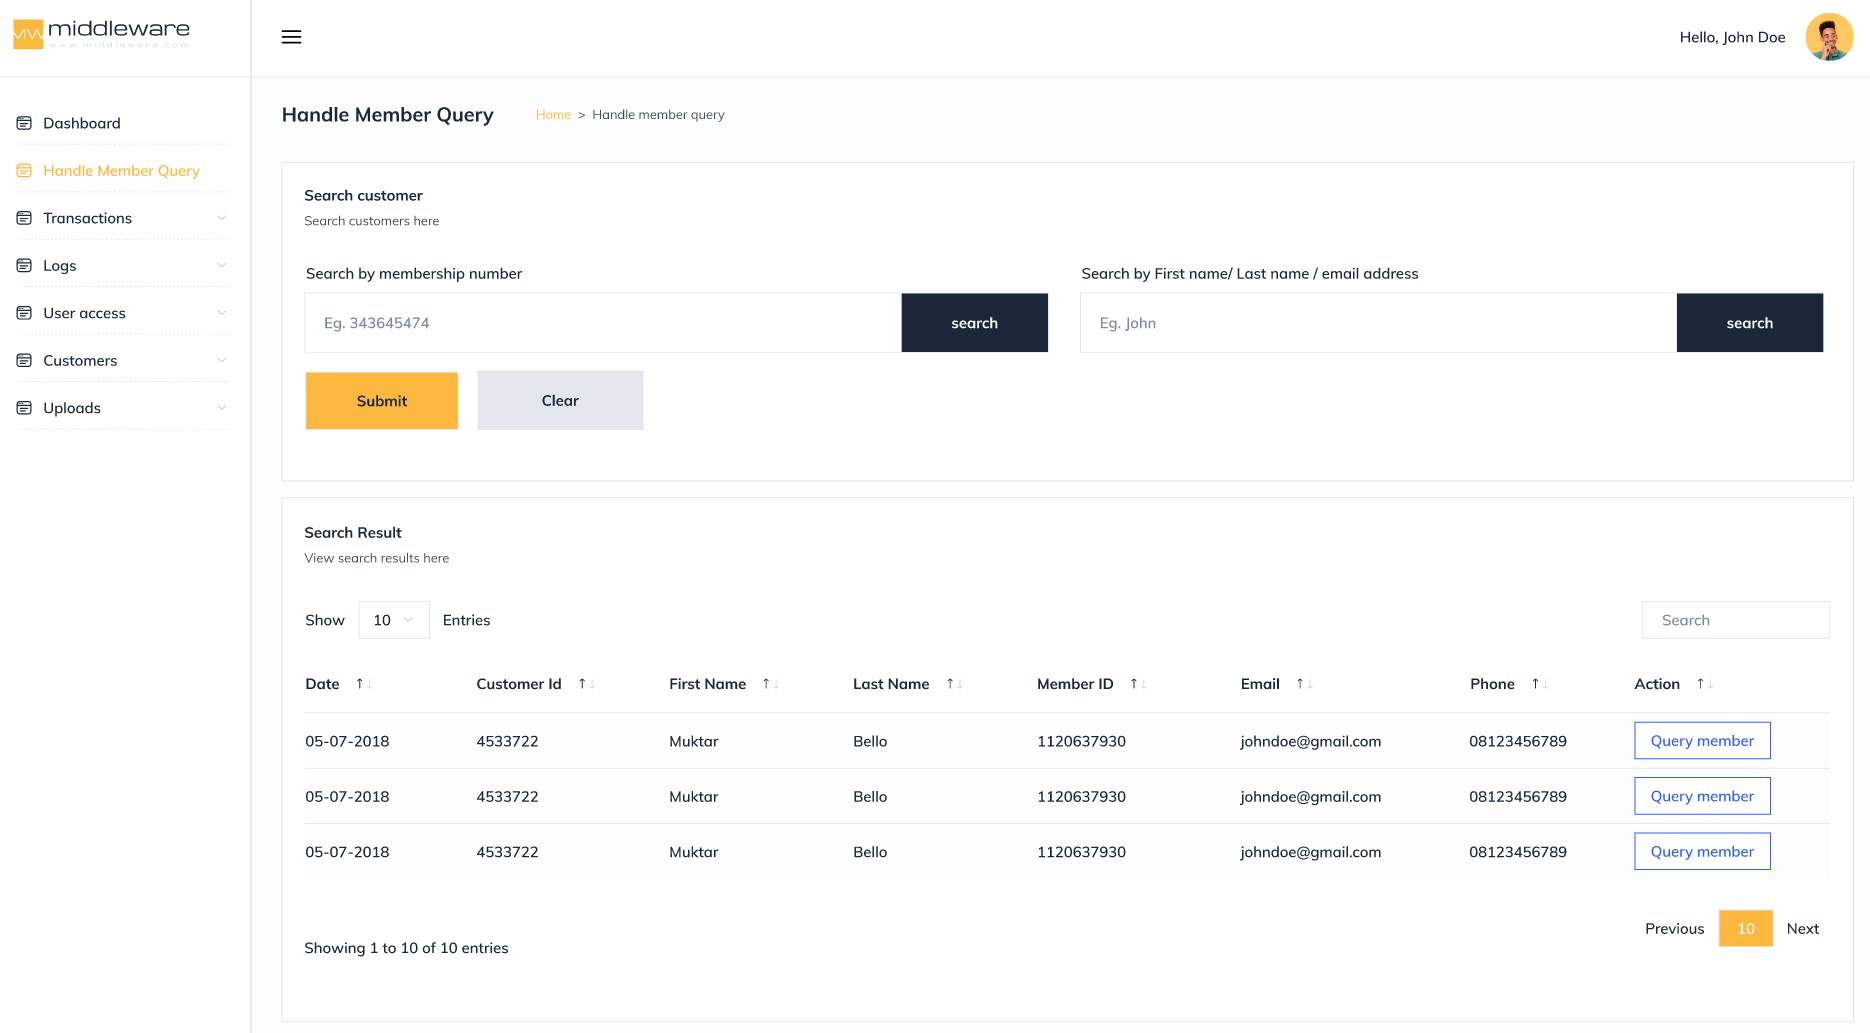 MW middleware
www.middleware.com
Hello, John Doe
Dashboard
Handle Member Query
Transactions
Logs
User access
Customers
Uploads
Handle Member Query
Home > Handle member query
Search customer
Search customers here
Search by membership number
Eg. 343645474
search
Search by First name/ Last name / email address
Eg. John
search
Submit
Clear
Search Result
View search results here
Show 10 Entries
Search
Date ↑↓ Customer Id ↑↓ First Name ↑↓ Last Name ↑↓ Member ID ↑↓ Email ↑↓ Phone ↑↓ Action ↑↓
05-07-2018 4533722 Muktar Bello 1120637930 johndoe@gmail.com 08123456789 Query member
05-07-2018 4533722 Muktar Bello 1120637930 johndoe@gmail.com 08123456789 Query member
05-07-2018 4533722 Muktar Bello 1120637930 johndoe@gmail.com 08123456789 Query member
Previous 10 Next
Showing 1 to 10 of 10 entries